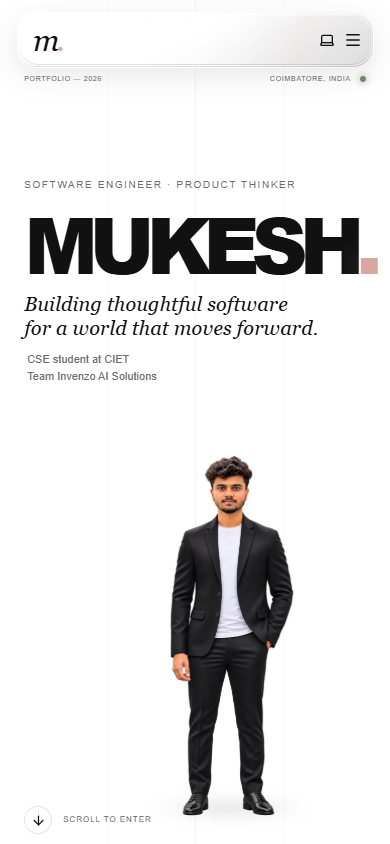 m.
PORTFOLIO — 2026
COIMBATORE, INDIA
SOFTWARE ENGINEER · PRODUCT THINKER
MUKESH.
Building thoughtful software
for a world that moves forward.
CSE student at CIET
Team Invenzo AI Solutions
SCROLL TO ENTER